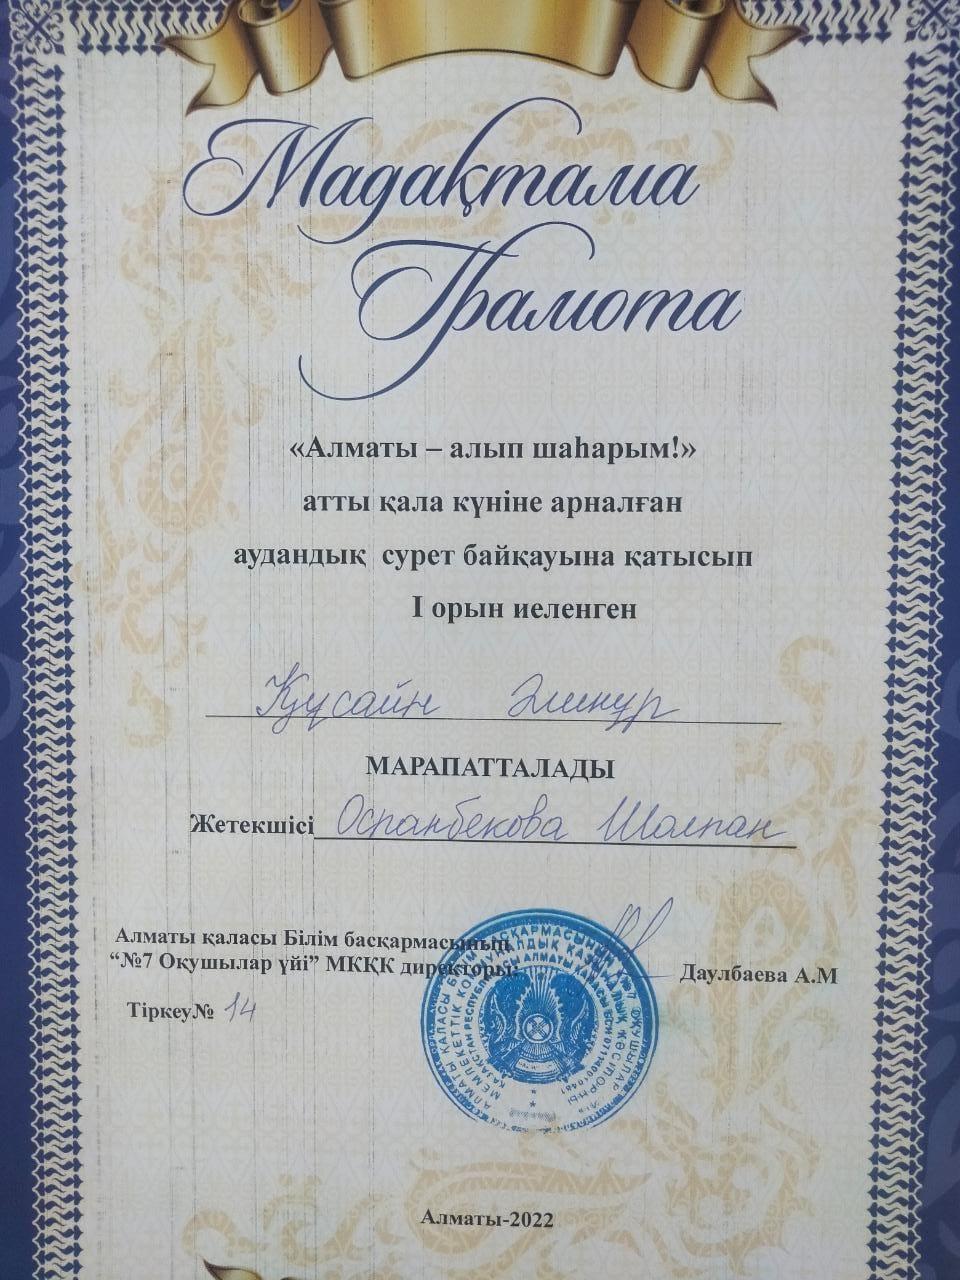 Мадақтама
Грамота
«Алматы – алып шаһарым!»
атты қала күніне арналған
аудандық сурет байқауына қатысып
І орын иеленген
Құсайн Әминур
МАРАПАТТАЛАДЫ
Жетекшісі Оспанбекова Шолпан
Алматы қаласы Білім басқармасының
“№7 Оқушылар үйі” МКҚК директоры: Даулбаева А.М
Тіркеу№ 14
Алматы-2022